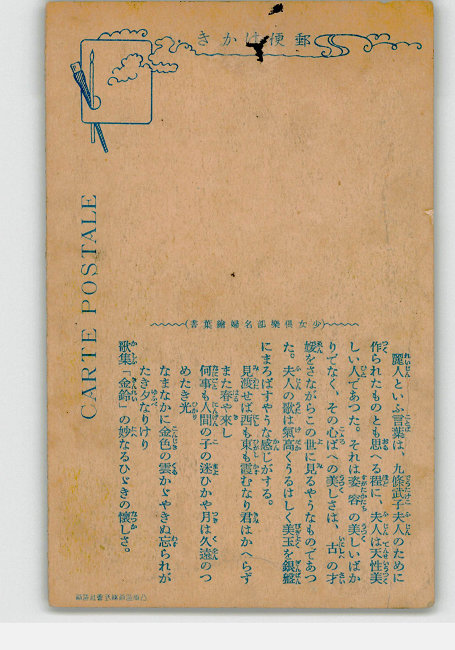 郵便はかき
CARTE POSTALE
(少女倶樂部名婦繪葉書)
麗人といふ言葉は、九條武子夫人のために
作られたものとも思へる程に、夫人は天性美
しい人であつた。それは姿容の美しいばか
りでなく、その心ばへの美しさは、古の才
媛をさながらこの世に見るやうなものであつ
た。夫人の歌は氣高くうるはしく美玉を銀盤
にまろばすやうな感じがする。
見渡せば西も東も霞むなり君はかへらず
また春や來し
何事も人間の子の迷ひかや月は久遠のつ
めたき光
なまなかに金色の雲かゞやきぬ忘られが
たき夕なりけり
歌集「金鈴」の妙なるひゞきの懷しさ。